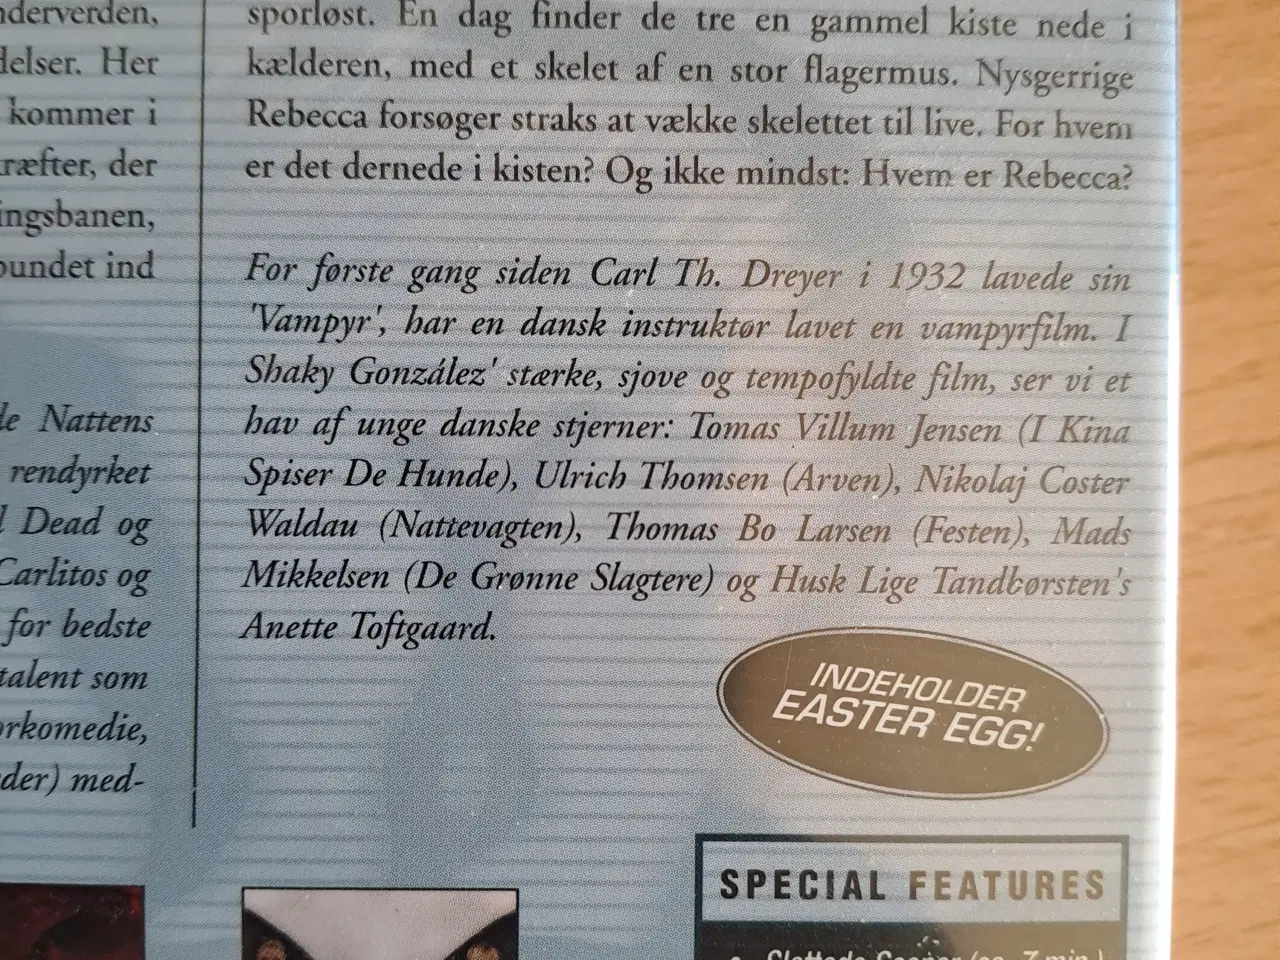 nderverden,
delser. Her
kommer i
ræfter, der
ingsbanen,
bundet ind
de Nattens
rendyrket
l Dead og
Carlitos og
for bedste
talent som
orkomedie,
der) med-
sporløst. En dag finder de tre en gammel kiste nede i
kælderen, med et skelet af en stor flagermus. Nysgerrige
Rebecca forsøger straks at vække skelettet til live. For hvem
er det dernede i kisten? Og ikke mindst: Hvem er Rebecca?
For første gang siden Carl Th. Dreyer i 1932 lavede sin
'Vampyr', har en dansk instruktør lavet en vampyrfilm. I
Shaky González' stærke, sjove og tempofyldte film, ser vi et
hav af unge danske stjerner: Tomas Villum Jensen (I Kina
Spiser De Hunde), Ulrich Thomsen (Arven), Nikolaj Coster
Waldau (Nattevagten), Thomas Bo Larsen (Festen), Mads
Mikkelsen (De Grønne Slagtere) og Husk Lige Tandbørsten's
Anette Toftgaard.
INDEHOLDER
EASTER EGG!
SPECIAL FEATURES